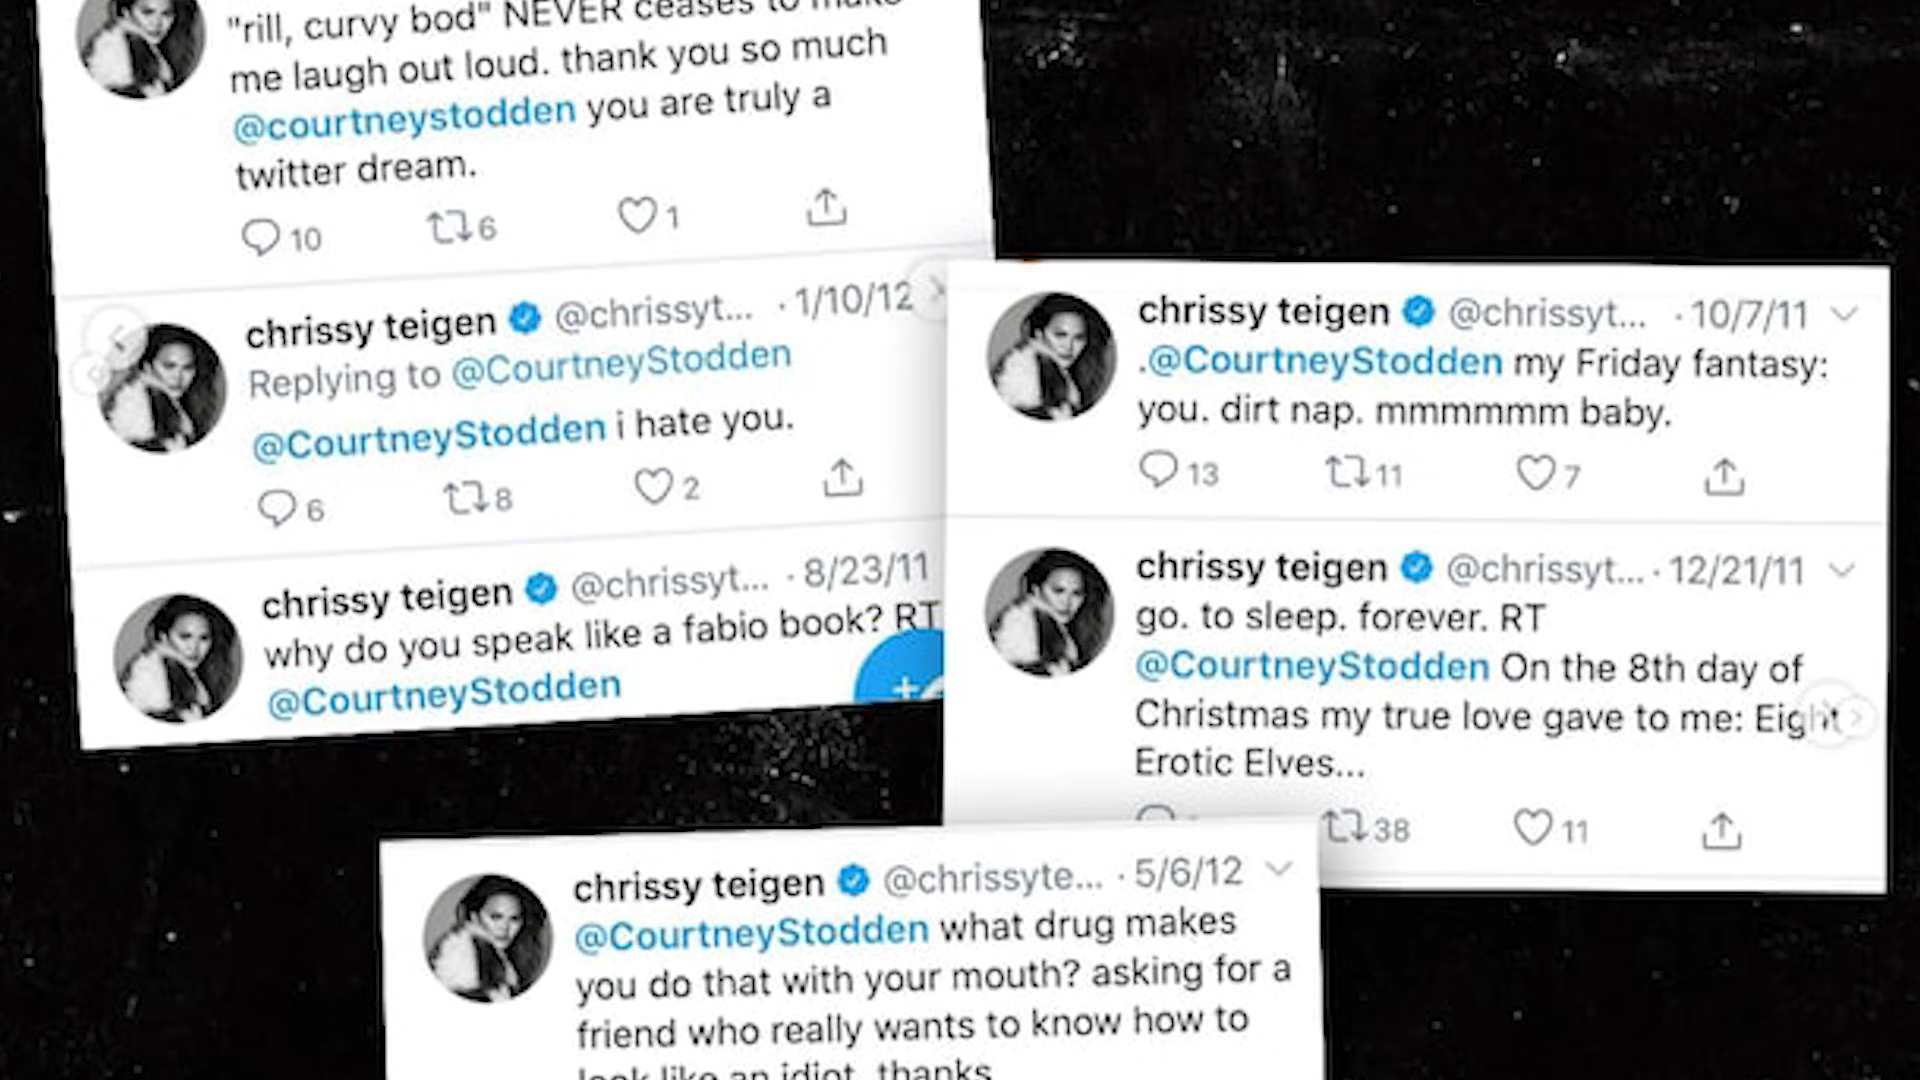 "rill, curvy bod" NEVER ceases to make
me laugh out loud. thank you so much
@courtneystodden you are truly a
twitter dream.
10 6 1
chrissy teigen @chrissyt... · 1/10/12
Replying to @CourtneyStodden
@CourtneyStodden i hate you.
6 8 2
chrissy teigen @chrissyt... · 8/23/11
why do you speak like a fabio book? RT
@CourtneyStodden
chrissy teigen @chrissyt... · 10/7/11
.@CourtneyStodden my Friday fantasy:
you. dirt nap. mmmmmm baby.
13 11 7
chrissy teigen @chrissyt... · 12/21/11
go. to sleep. forever. RT
@CourtneyStodden On the 8th day of
Christmas my true love gave to me: Eight
Erotic Elves...
38 11
chrissy teigen @chrissyte... · 5/6/12
@CourtneyStodden what drug makes
you do that with your mouth? asking for a
friend who really wants to know how to
look like an idiot. thanks